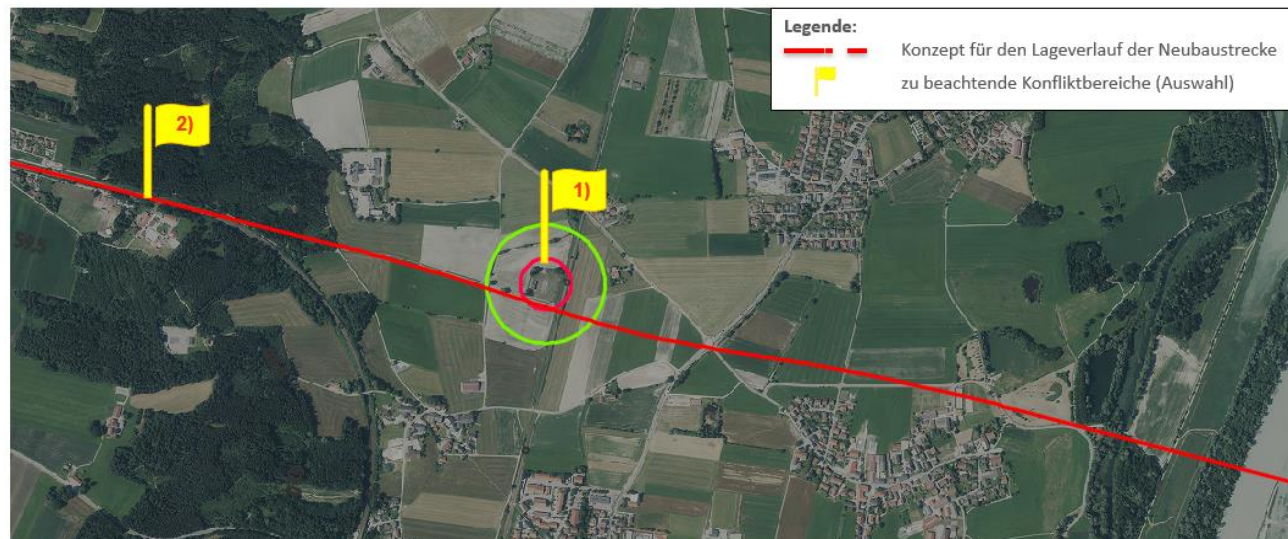 Legende:
Konzept für den Lageverlauf der Neubaustrecke
zu beachtende Konfliktbereiche (Auswahl)
2)
1)